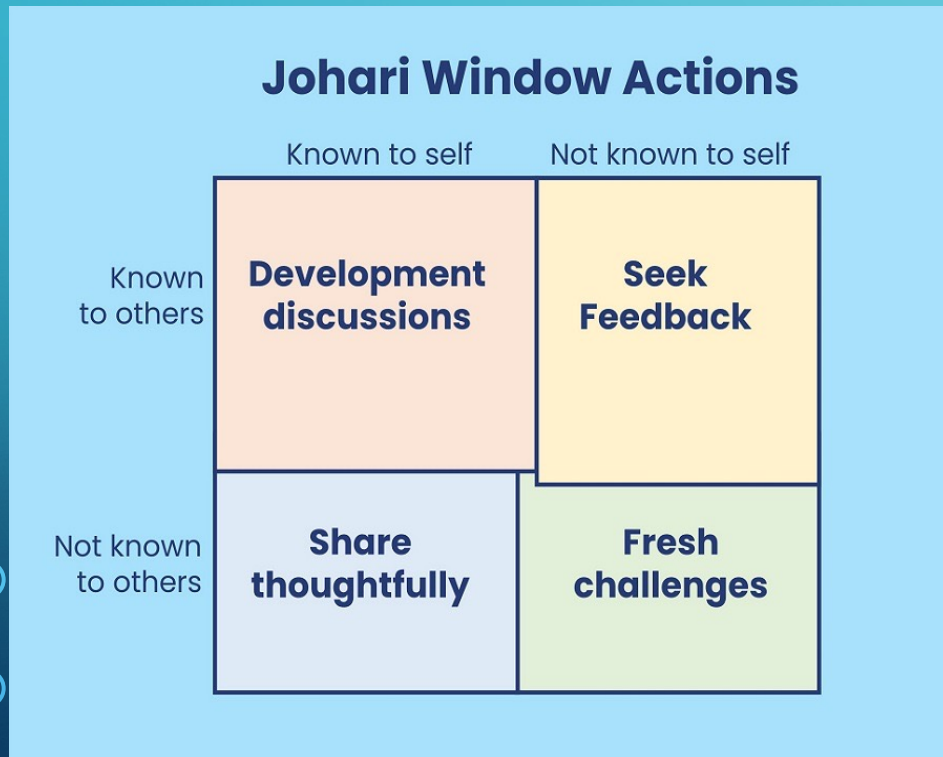 Johari Window Actions
Known to self
Not known to self
Known
to others
Development
discussions
Seek
Feedback
Not known
to others
Share
thoughtfully
Fresh
challenges